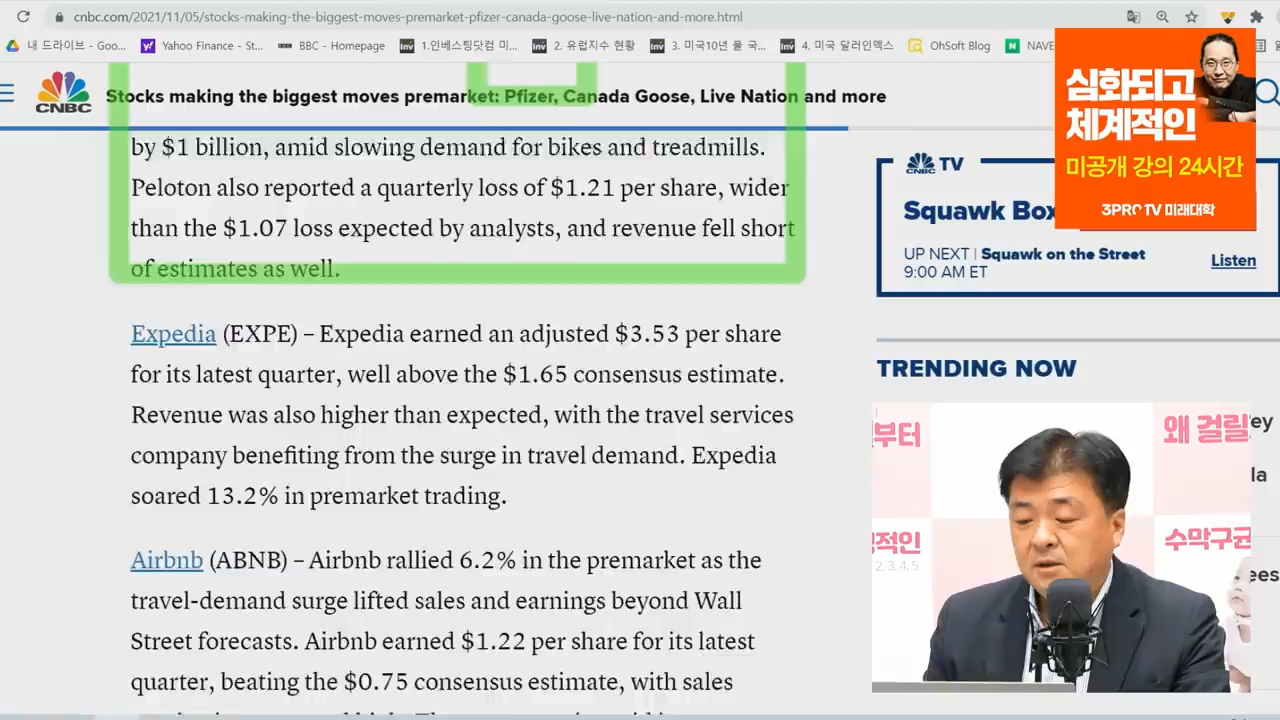 cnbc.com/2021/11/05/stocks-making-the-biggest-moves-premarket-pfizer-canada-goose-live-nation-and-more.html
내 드라이브 - Goo...
Yahoo Finance - St...
BBC - Homepage
1.인베스팅닷컴 미...
2. 유럽지수 현황
3. 미국10년 물 국...
4. 미국 달러인덱스
OhSoft Blog
NAVE
CNBC
Stocks making the biggest moves premarket: Pfizer, Canada Goose, Live Nation and more
심화되고
체계적인
미공개 강의 24시간
3PRO TV 미래대학
by $1 billion, amid slowing demand for bikes and treadmills.
Peloton also reported a quarterly loss of $1.21 per share, wider
than the $1.07 loss expected by analysts, and revenue fell short
of estimates as well.
Expedia (EXPE) – Expedia earned an adjusted $3.53 per share
for its latest quarter, well above the $1.65 consensus estimate.
Revenue was also higher than expected, with the travel services
company benefiting from the surge in travel demand. Expedia
soared 13.2% in premarket trading.
Airbnb (ABNB) – Airbnb rallied 6.2% in the premarket as the
travel-demand surge lifted sales and earnings beyond Wall
Street forecasts. Airbnb earned $1.22 per share for its latest
quarter, beating the $0.75 consensus estimate, with sales
CNBC TV
Squawk Box
UP NEXT | Squawk on the Street
9:00 AM ET
Listen
TRENDING NOW
부터
왜 걸릴
적인
2, 3, 4, 5
수막구균